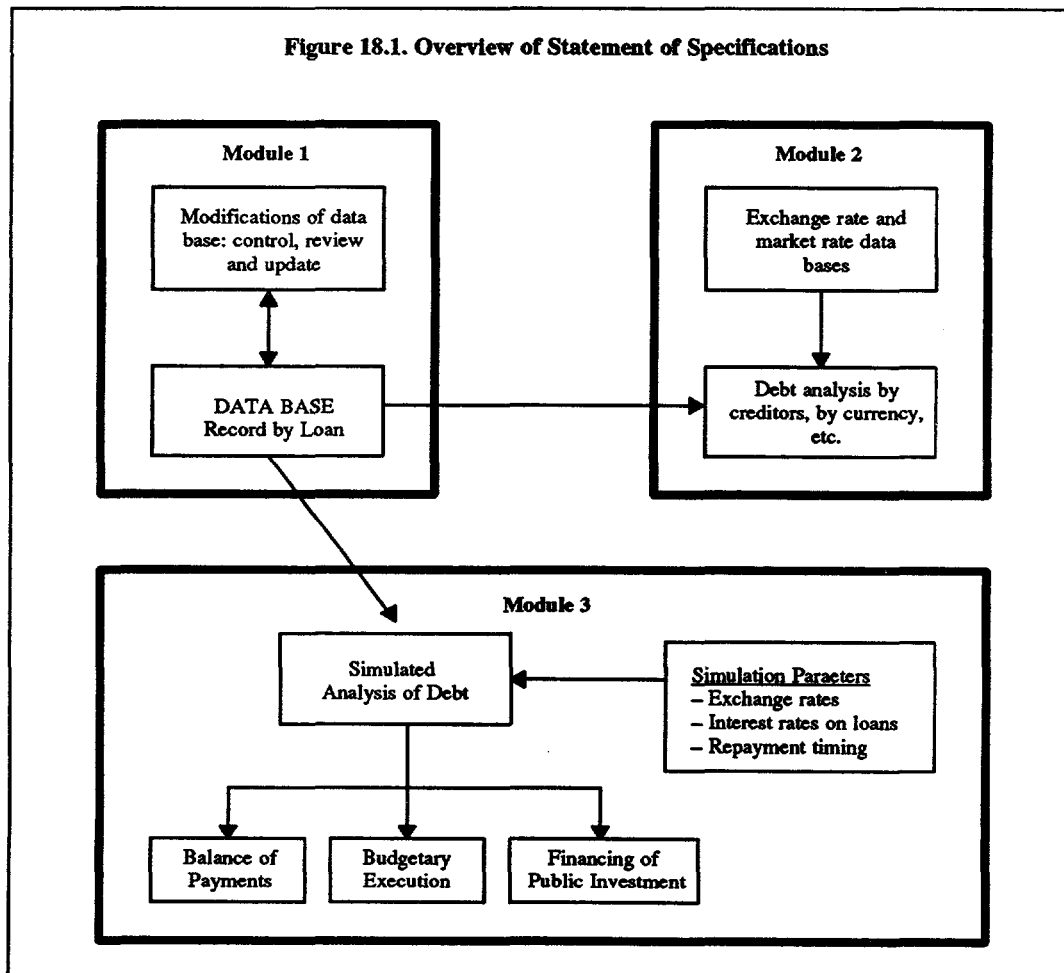 Figure 18.1. Overview of Statement of Specifications
Module 1
Modifications of data
base: control, review
and update
DATA BASE
Record by Loan
Module 2
Exchange rate and
market rate data
bases
Debt analysis by
creditors, by currency,
etc.
Module 3
Simulated
Analysis of Debt
Simulation Paraeters
– Exchange rates
– Interest rates on loans
– Repayment timing
Balance of
Payments
Budgetary
Execution
Financing of
Public Investment